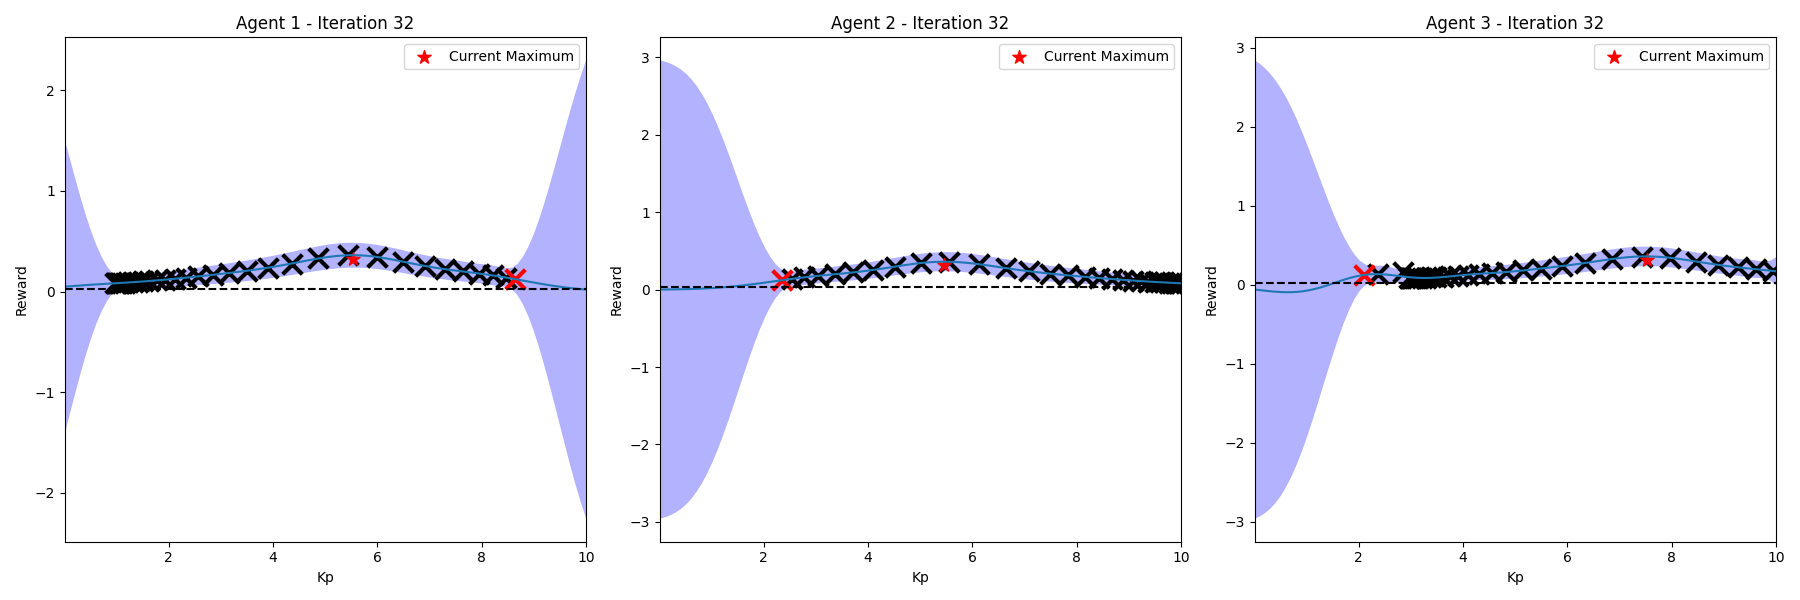 Agent 1 - Iteration 32
Current Maximum
2
1
0
−1
−2
Reward
2
4
6
8
10
Kp
Agent 2 - Iteration 32
Current Maximum
3
2
1
0
−1
−2
−3
Reward
2
4
6
8
10
Kp
Agent 3 - Iteration 32
Current Maximum
3
2
1
0
−1
−2
−3
Reward
2
4
6
8
10
Kp